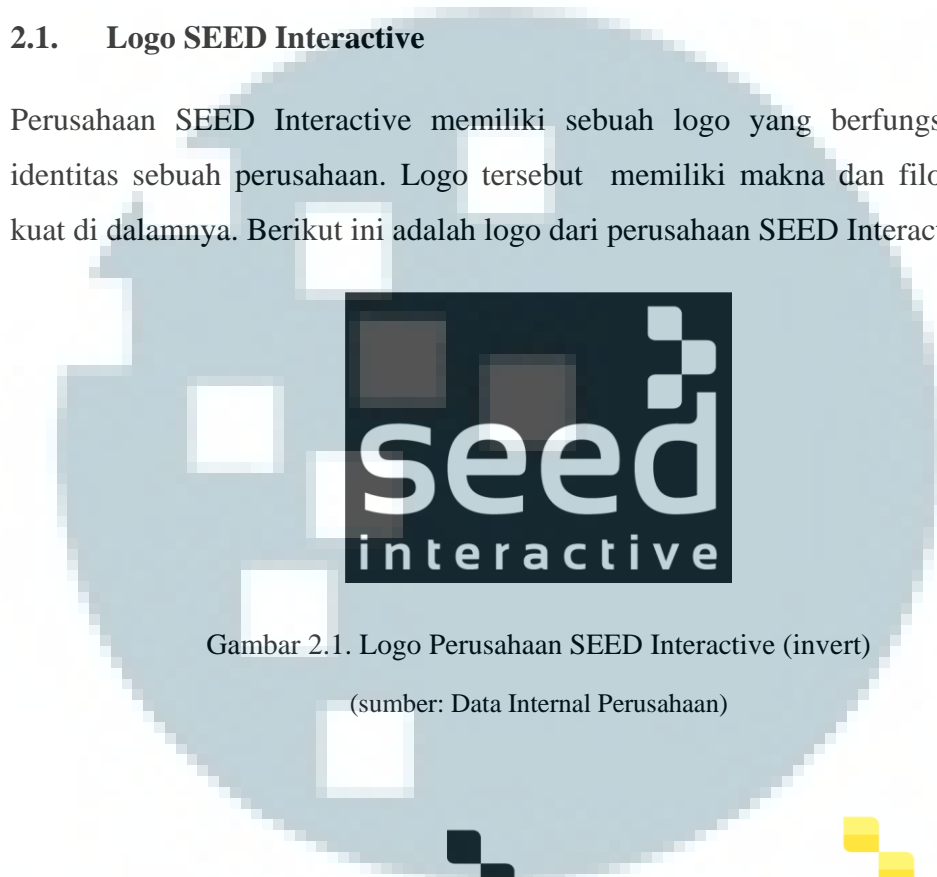 2.1. Logo SEED Interactive
Perusahaan SEED Interactive memiliki sebuah logo yang berfungs
identitas sebuah perusahaan. Logo tersebut memiliki makna dan filo
kuat di dalamnya. Berikut ini adalah logo dari perusahaan SEED Interac
seed
interactive
Gambar 2.1. Logo Perusahaan SEED Interactive (invert)
(sumber: Data Internal Perusahaan)